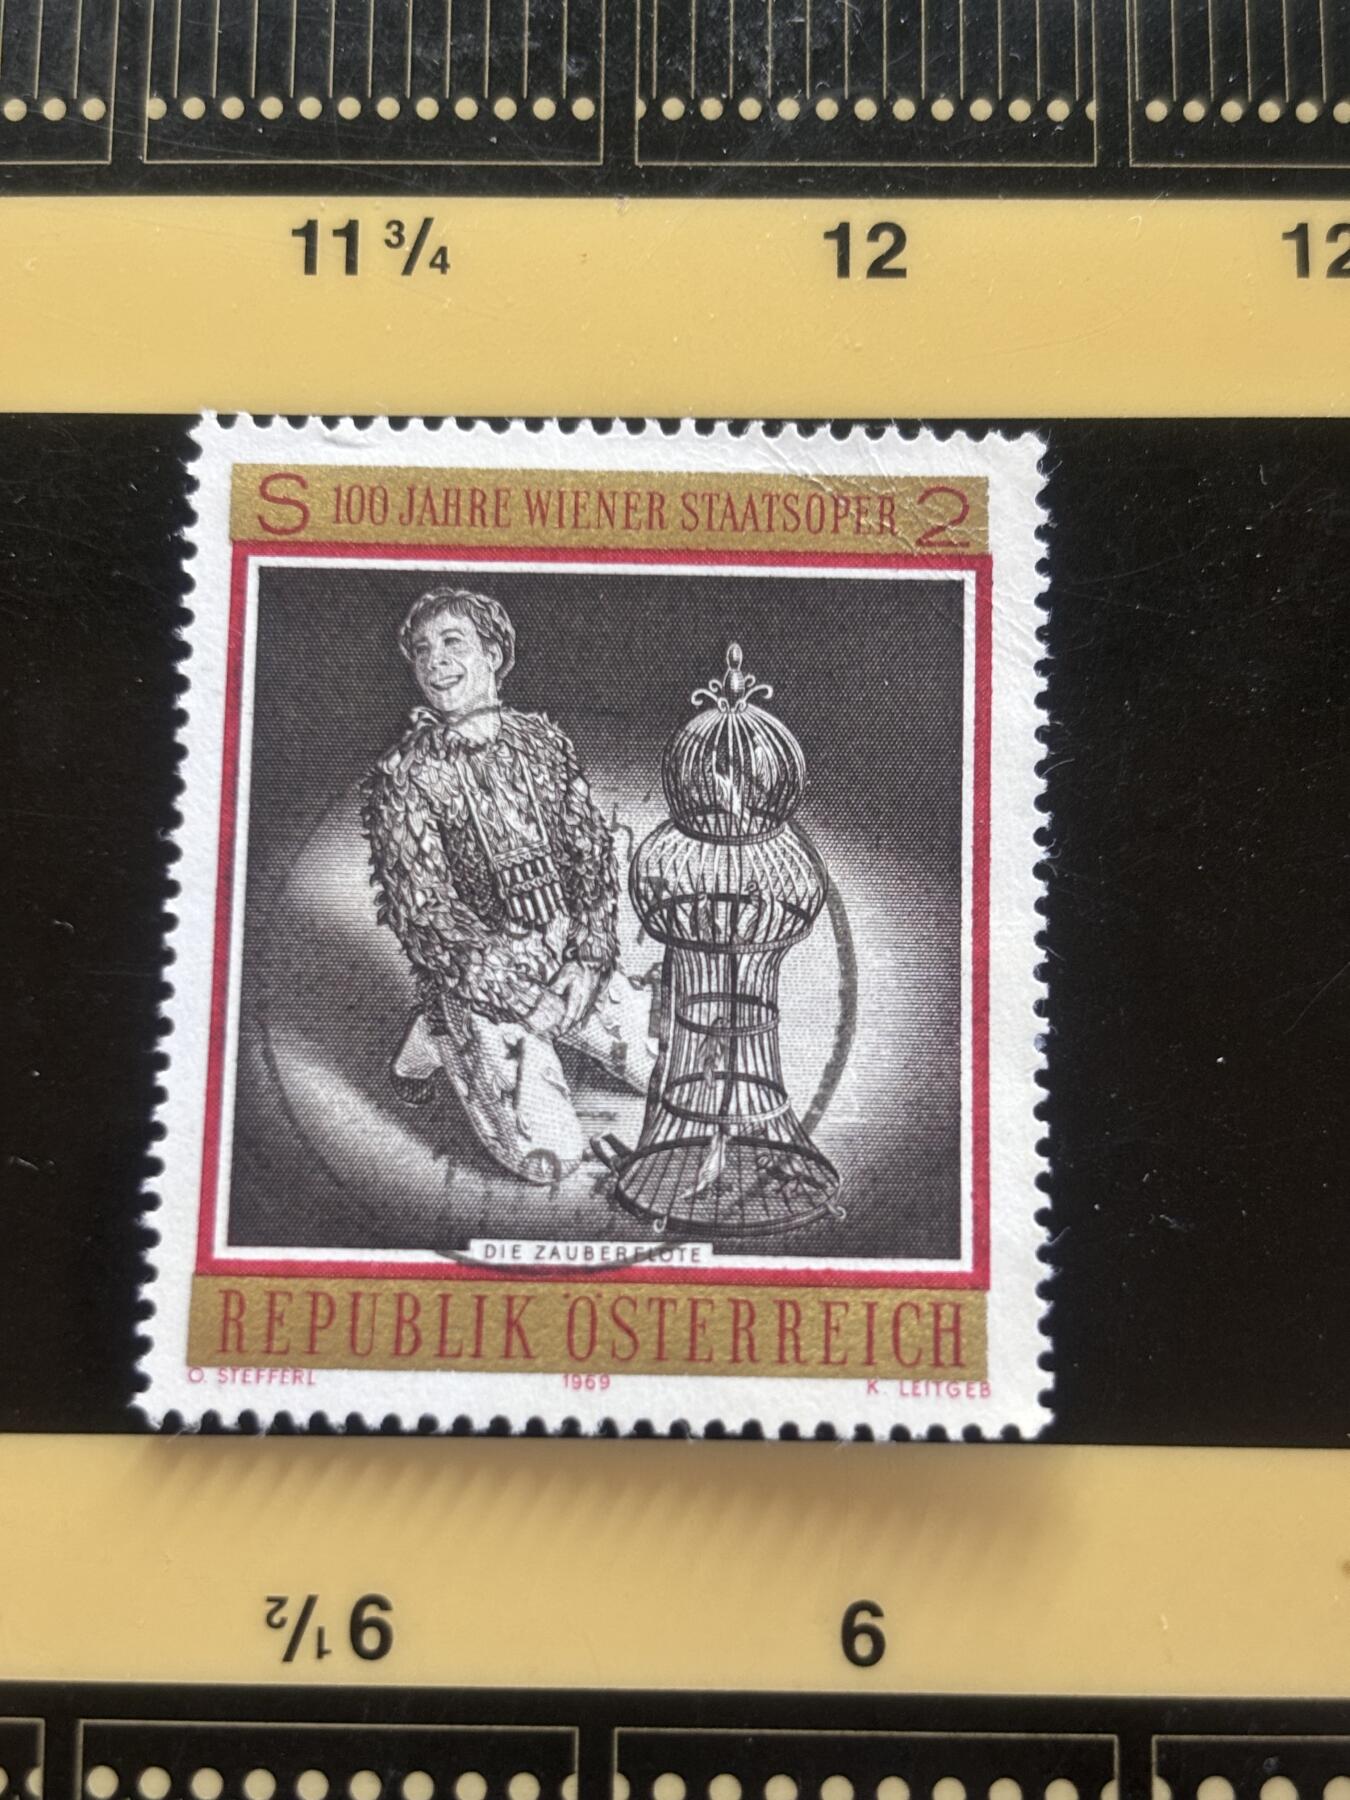 11 3/4
12
12
S 100 JAHRE WIENER STAATSOPER 2
DIE ZAUBERFLÖTE
REPUBLIK ÖSTERREICH
O. STEFFERL 1969 K. LEITGEB
9 1/2
9